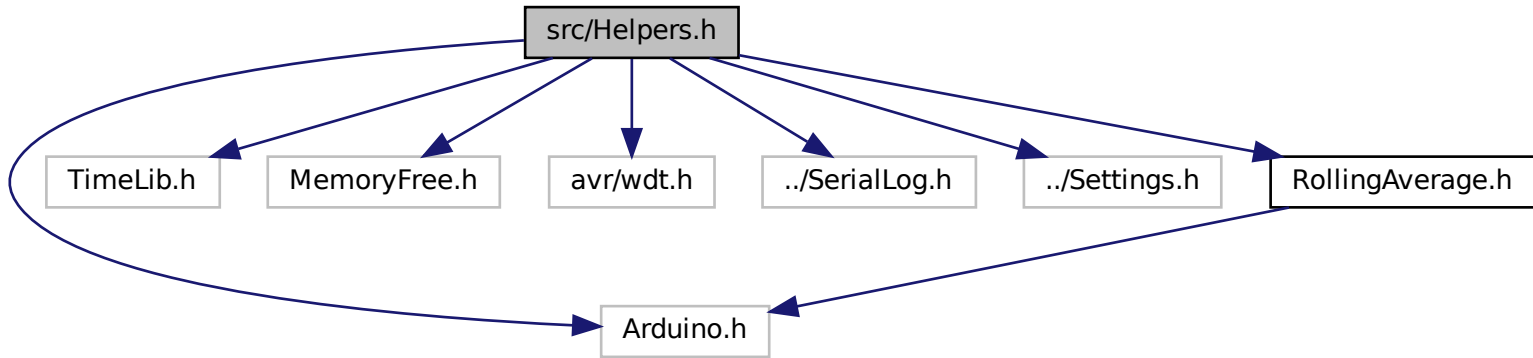 src/Helpers.h
TimeLib.h
MemoryFree.h
avr/wdt.h
../SerialLog.h
../Settings.h
RollingAverage.h
Arduino.h